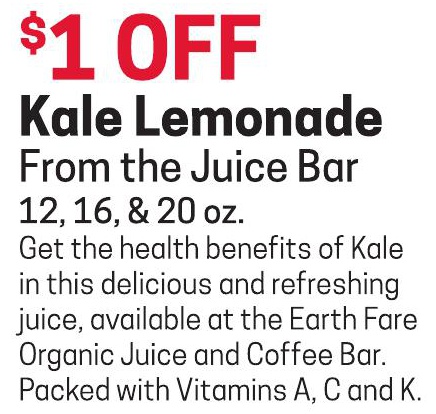 $1 OFF
Kale Lemonade
From the Juice Bar
12, 16, & 20 oz.
Get the health benefits of Kale
in this delicious and refreshing
juice, available at the Earth Fare
Organic Juice and Coffee Bar.
Packed with Vitamins A, C and K.